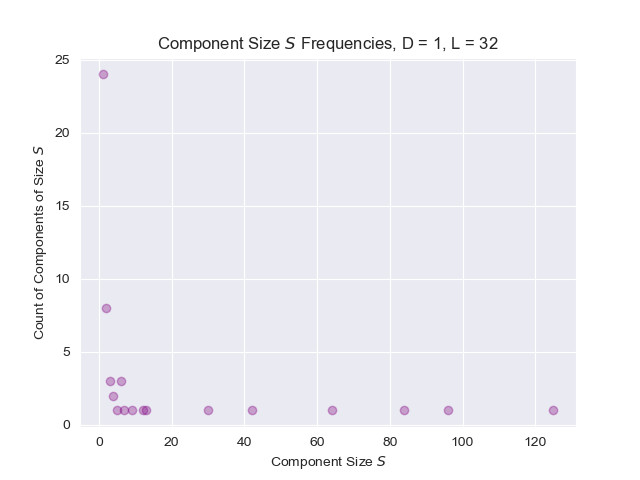 Component Size S Frequencies, D = 1, L = 32
25
20
15
10
5
0
Count of Components of Size S
0 20 40 60 80 100 120
Component Size S